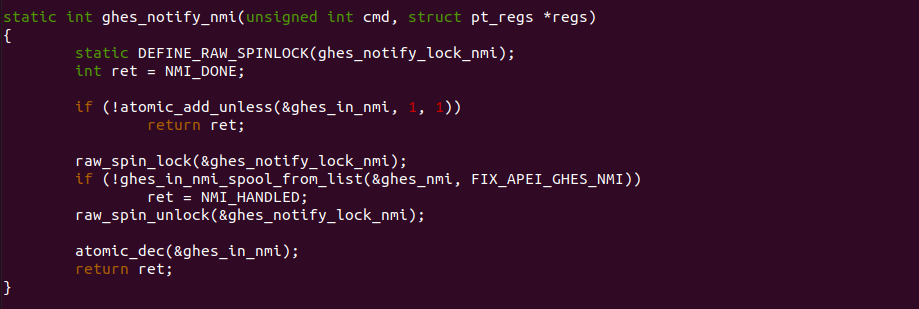 static int ghes_notify_nmi(unsigned int cmd, struct pt_regs *regs)
{
        static DEFINE_RAW_SPINLOCK(ghes_notify_lock_nmi);
        int ret = NMI_DONE;

        if (!atomic_add_unless(&ghes_in_nmi, 1, 1))
                return ret;

        raw_spin_lock(&ghes_notify_lock_nmi);
        if (!ghes_in_nmi_spool_from_list(&ghes_nmi, FIX_APEI_GHES_NMI))
                ret = NMI_HANDLED;
        raw_spin_unlock(&ghes_notify_lock_nmi);

        atomic_dec(&ghes_in_nmi);
        return ret;
}